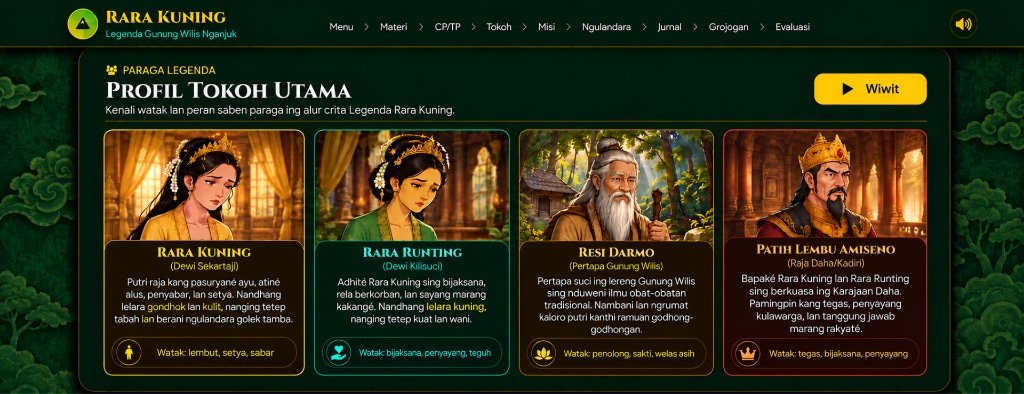 Rara Kuning
Legenda Gunung Wilis Nganjuk
Menu > Materi > CP/TP > Tokoh > Misi > Ngulandara > Jurnal > Grojogan > Evaluasi
PARAGA LEGENDA
Profil Tokoh Utama
Kenali watak lan peran saben paraga ing alur crita Legenda Rara Kuning.
Wiwit
Rara Kuning
(Dewi Sekartaji)
Putri raja kang pasuryané ayu, atiné
alus, penyabar, lan setya. Nandhang
lelara gondhok lan kulit, nanging tetep
tabah lan berani ngulandara golek tamba.
Watak: lembut, setya, sabar
Rara Runting
(Dewi Kilisuci)
Adhité Rara Kuning sing bijaksana,
rela berkorban, lan sayang marang
kakangé. Nandhang lelara kuning,
nanging tetep kuat lan wani.
Watak: bijaksana, penyayang, teguh
Resi Darmo
(Pertapa Gunung Wilis)
Pertapa suci ing lereng Gunung Wilis
sing nduweni ilmu obat-obatan
tradisional. Nambani lan ngrumat
kaloro putri kanthi ramuan godhong-
godhongan.
Watak: penolong, sakti, welas asih
Patih Lembu Amiseno
(Raja Daha/Kadiri)
Bapaké Rara Kuning lan Rara Runting
sing berkuasa ing Karajaan Daha.
Pamingpin kang tegas, penyayang
kulawarga, lan tanggung jawab
marang rakyaté.
Watak: tegas, bijaksana, penyayang